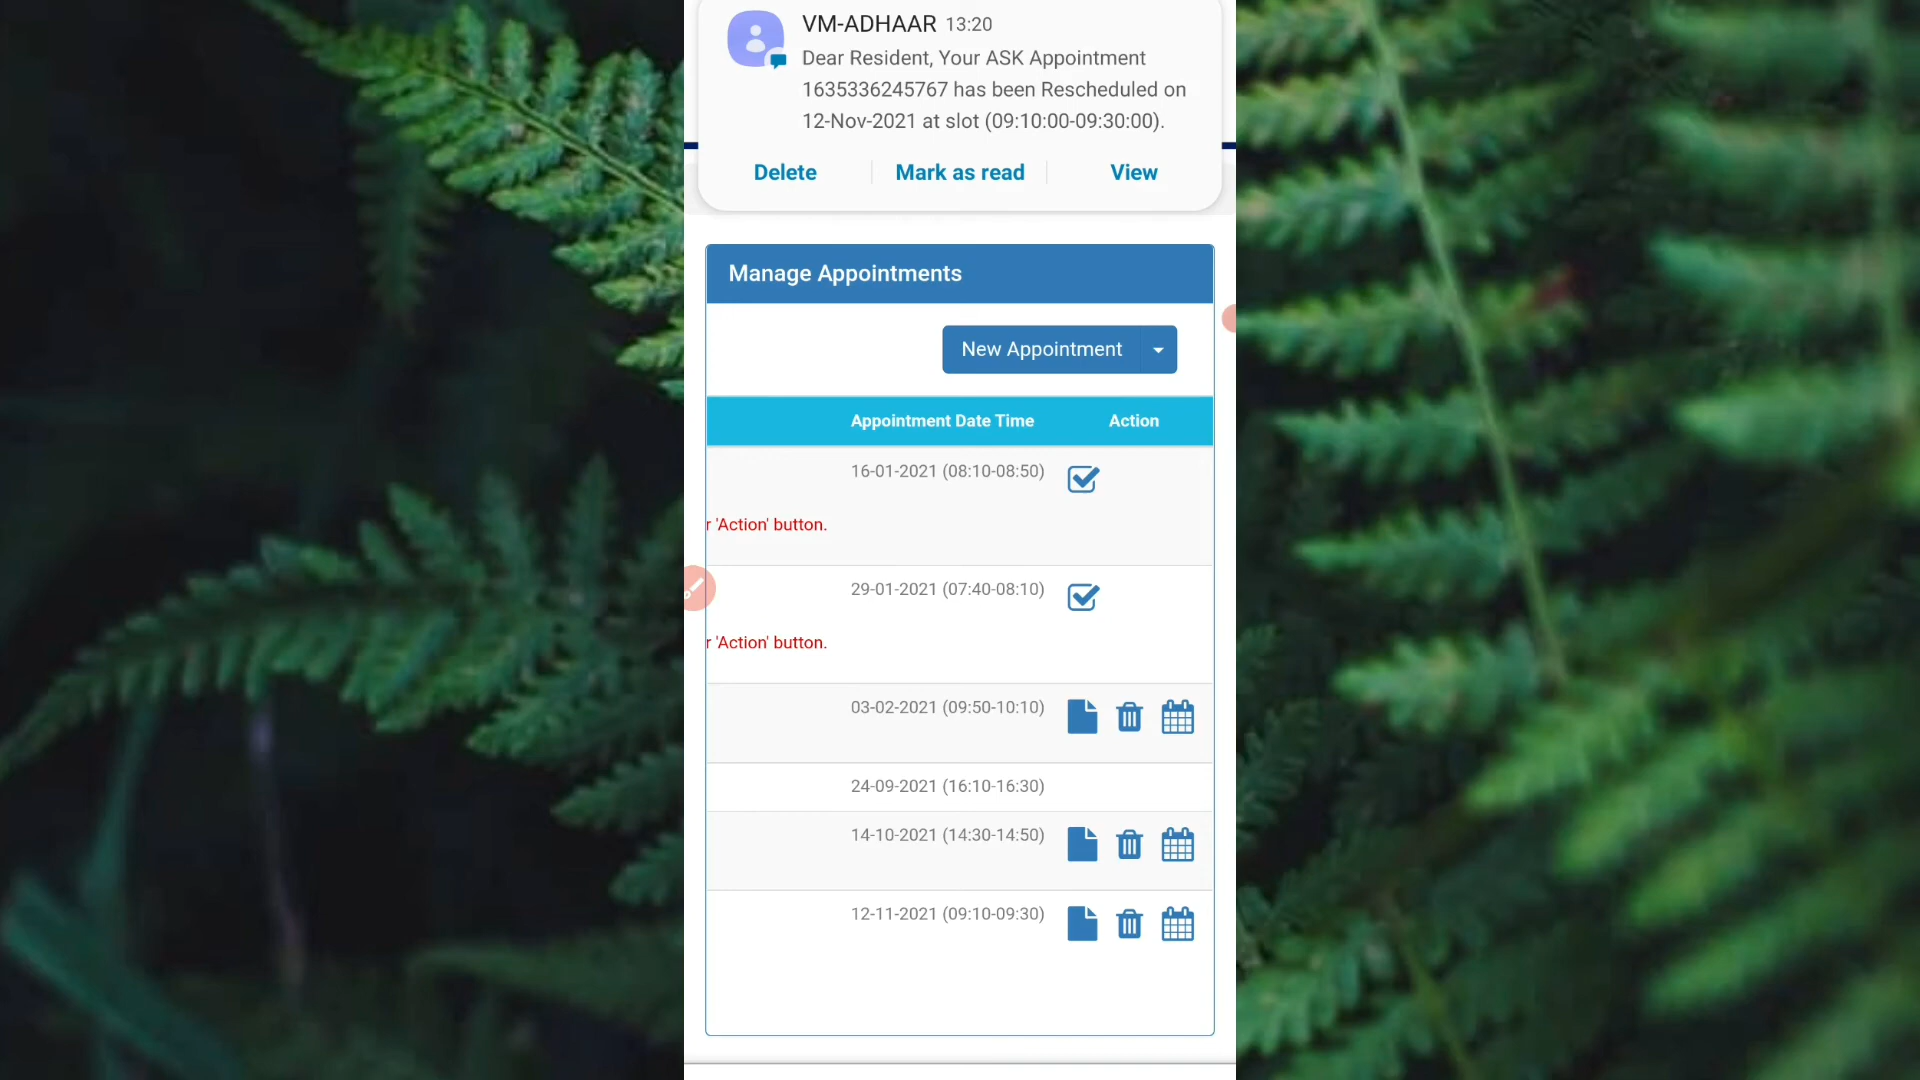 VM-ADHAAR 13:20
Dear Resident, Your ASK Appointment
1635336245767 has been Rescheduled on
12-Nov-2021 at slot (09:10:00-09:30:00).
Delete Mark as read View
Manage Appointments
New Appointment
Appointment Date Time Action
16-01-2021 (08:10-08:50)
r 'Action' button.
29-01-2021 (07:40-08:10)
r 'Action' button.
03-02-2021 (09:50-10:10)
24-09-2021 (16:10-16:30)
14-10-2021 (14:30-14:50)
12-11-2021 (09:10-09:30)